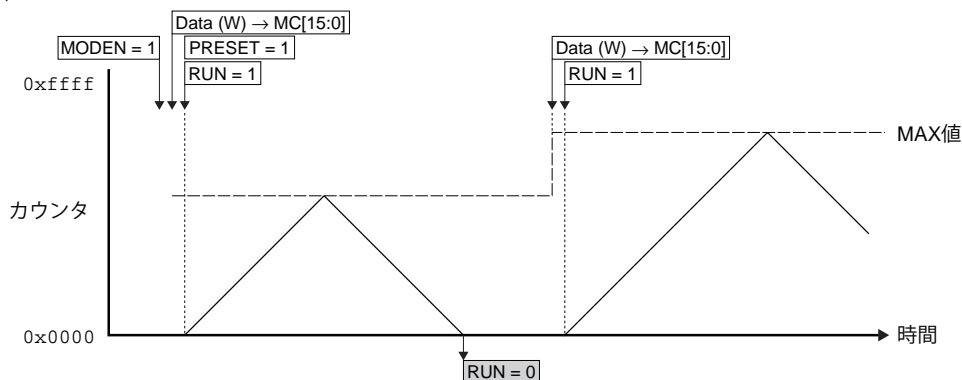 Data (W) → MC[15:0]
MODEN = 1
PRESET = 1
RUN = 1
Data (W) → MC[15:0]
RUN = 1
0xffff
MAX値
カウンタ
0x0000
時間
RUN = 0